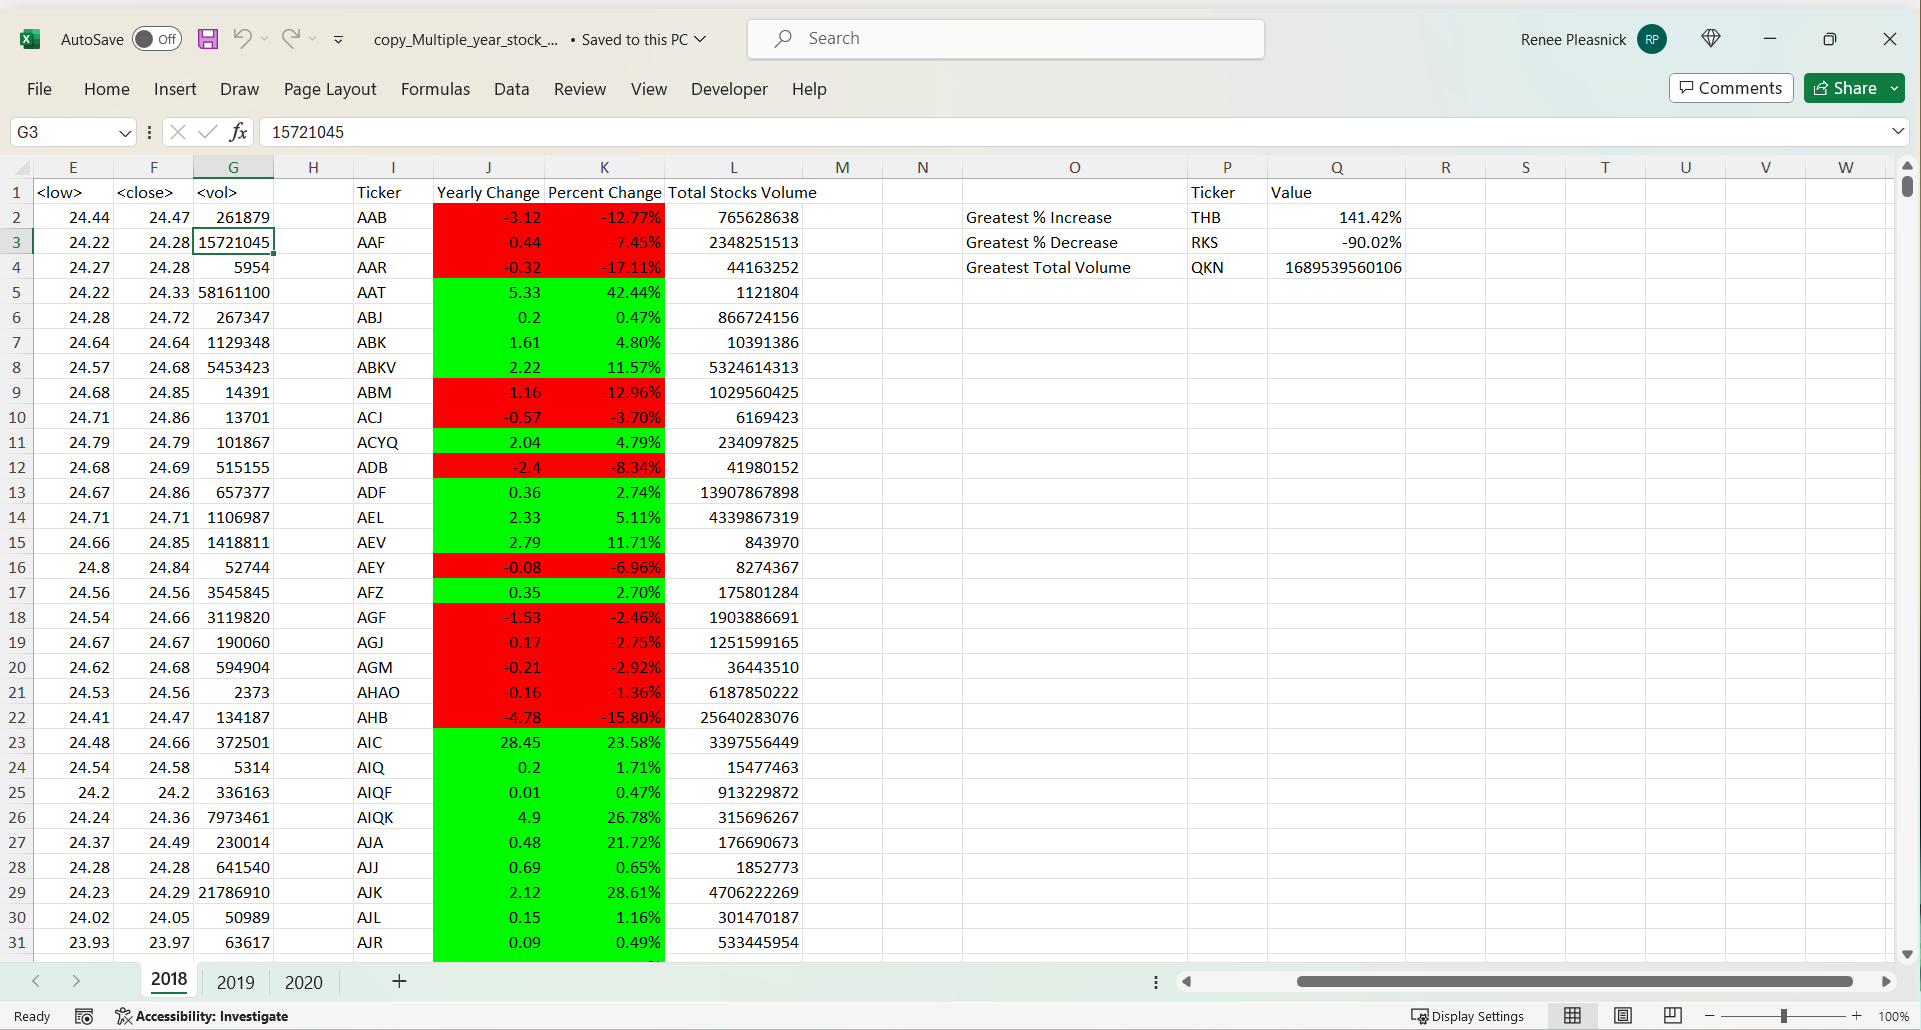 AutoSave Off copy_Multiple_year_stock_... • Saved to this PC Search Renee Pleasnick RP
File Home Insert Draw Page Layout Formulas Data Review View Developer Help Comments Share
G3 fx 15721045
E F G H I J K L M N O P Q R S T U V W
1 <low> <close> <vol> Ticker Yearly Change Percent Change Total Stocks Volume Ticker Value
2 24.44 24.47 261879 AAB -3.12 -12.77% 765628638 Greatest % Increase THB 141.42%
3 24.22 24.28 15721045 AAF -0.44 -7.45% 2348251513 Greatest % Decrease RKS -90.02%
4 24.27 24.28 5954 AAR -0.32 -17.11% 44163252 Greatest Total Volume QKN 1689539560106
5 24.22 24.33 58161100 AAT 5.33 42.44% 1121804
6 24.28 24.72 267347 ABJ 0.2 0.47% 866724156
7 24.64 24.64 1129348 ABK 1.61 4.80% 10391386
8 24.57 24.68 5453423 ABKV 2.22 11.57% 5324614313
9 24.68 24.85 14391 ABM -1.16 -12.96% 1029560425
10 24.71 24.86 13701 ACJ -0.57 -3.70% 6169423
11 24.79 24.79 101867 ACYQ 2.04 4.79% 234097825
12 24.68 24.69 515155 ADB -2.4 -8.34% 41980152
13 24.67 24.86 657377 ADF 0.36 2.74% 13907867898
14 24.71 24.71 1106987 AEL 2.33 5.11% 4339867319
15 24.66 24.85 1418811 AEV 2.79 11.71% 843970
16 24.8 24.84 52744 AEY -0.08 -6.96% 8274367
17 24.56 24.56 3545845 AFZ 0.35 2.70% 175801284
18 24.54 24.66 3119820 AGF -1.53 -2.46% 1903886691
19 24.67 24.67 190060 AGJ -0.17 -2.75% 1251599165
20 24.62 24.68 594904 AGM -0.21 -2.92% 36443510
21 24.53 24.56 2373 AHAO -0.16 -1.36% 6187850222
22 24.41 24.47 134187 AHB -4.78 -15.80% 25640283076
23 24.48 24.66 372501 AIC 28.45 23.58% 3397556449
24 24.54 24.58 5314 AIQ 0.2 1.71% 15477463
25 24.2 24.2 336163 AIQF 0.01 0.47% 913229872
26 24.24 24.36 7973461 AIQK 4.9 26.78% 315696267
27 24.37 24.49 230014 AJA 0.48 21.72% 176690673
28 24.28 24.28 641540 AJJ 0.69 0.65% 1852773
29 24.23 24.29 21786910 AJK 2.12 28.61% 4706222269
30 24.02 24.05 50989 AJL 0.15 1.16% 301470187
31 23.93 23.97 63617 AJR 0.09 0.49% 533445954
2018 2019 2020
Ready Accessibility: Investigate Display Settings 100%